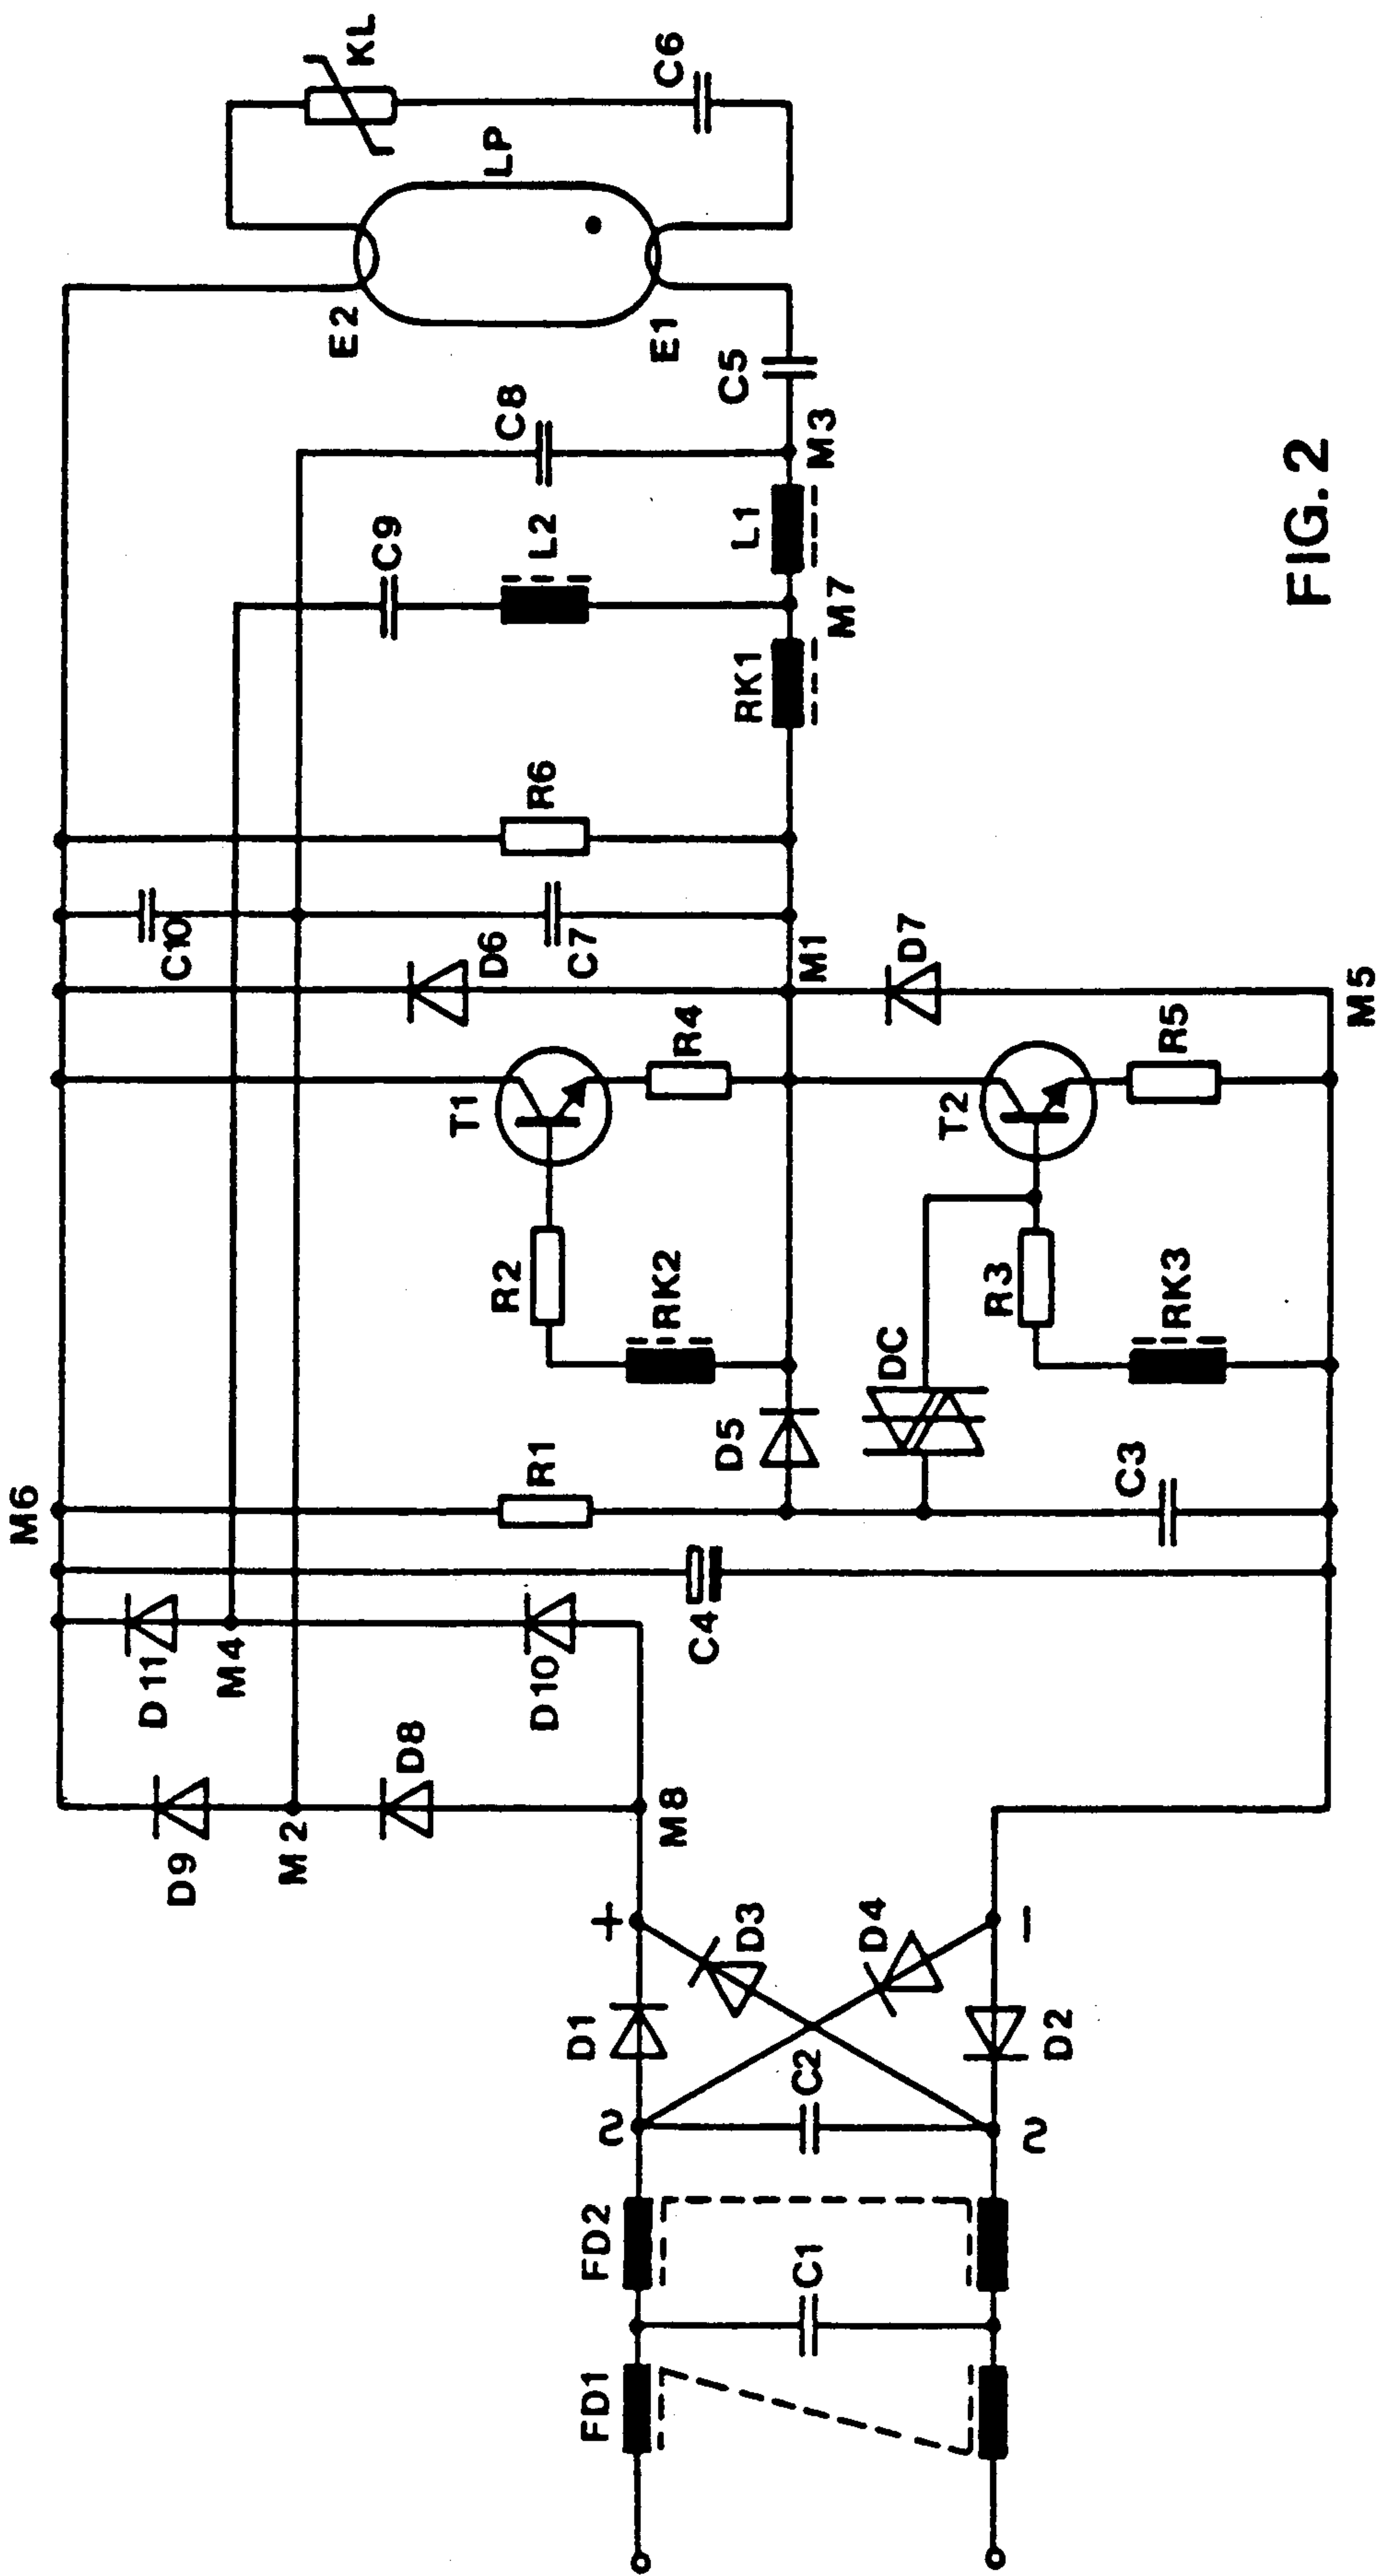 FIG. 2
M6
D11
M4
D9
M2
D8
D10
M8
C4
R1
D5
C3
DC
R2
RK2
R3
RK3
T1
R4
T2
R5
M5
D6
D7
M1
C10
C7
R6
RK1
M7
L1
M3
C9
L2
C8
C5
E2
E1
LP
KL
C6
FD1
C1
FD2
~
~
C2
D1
D2
D3
D4
+
−